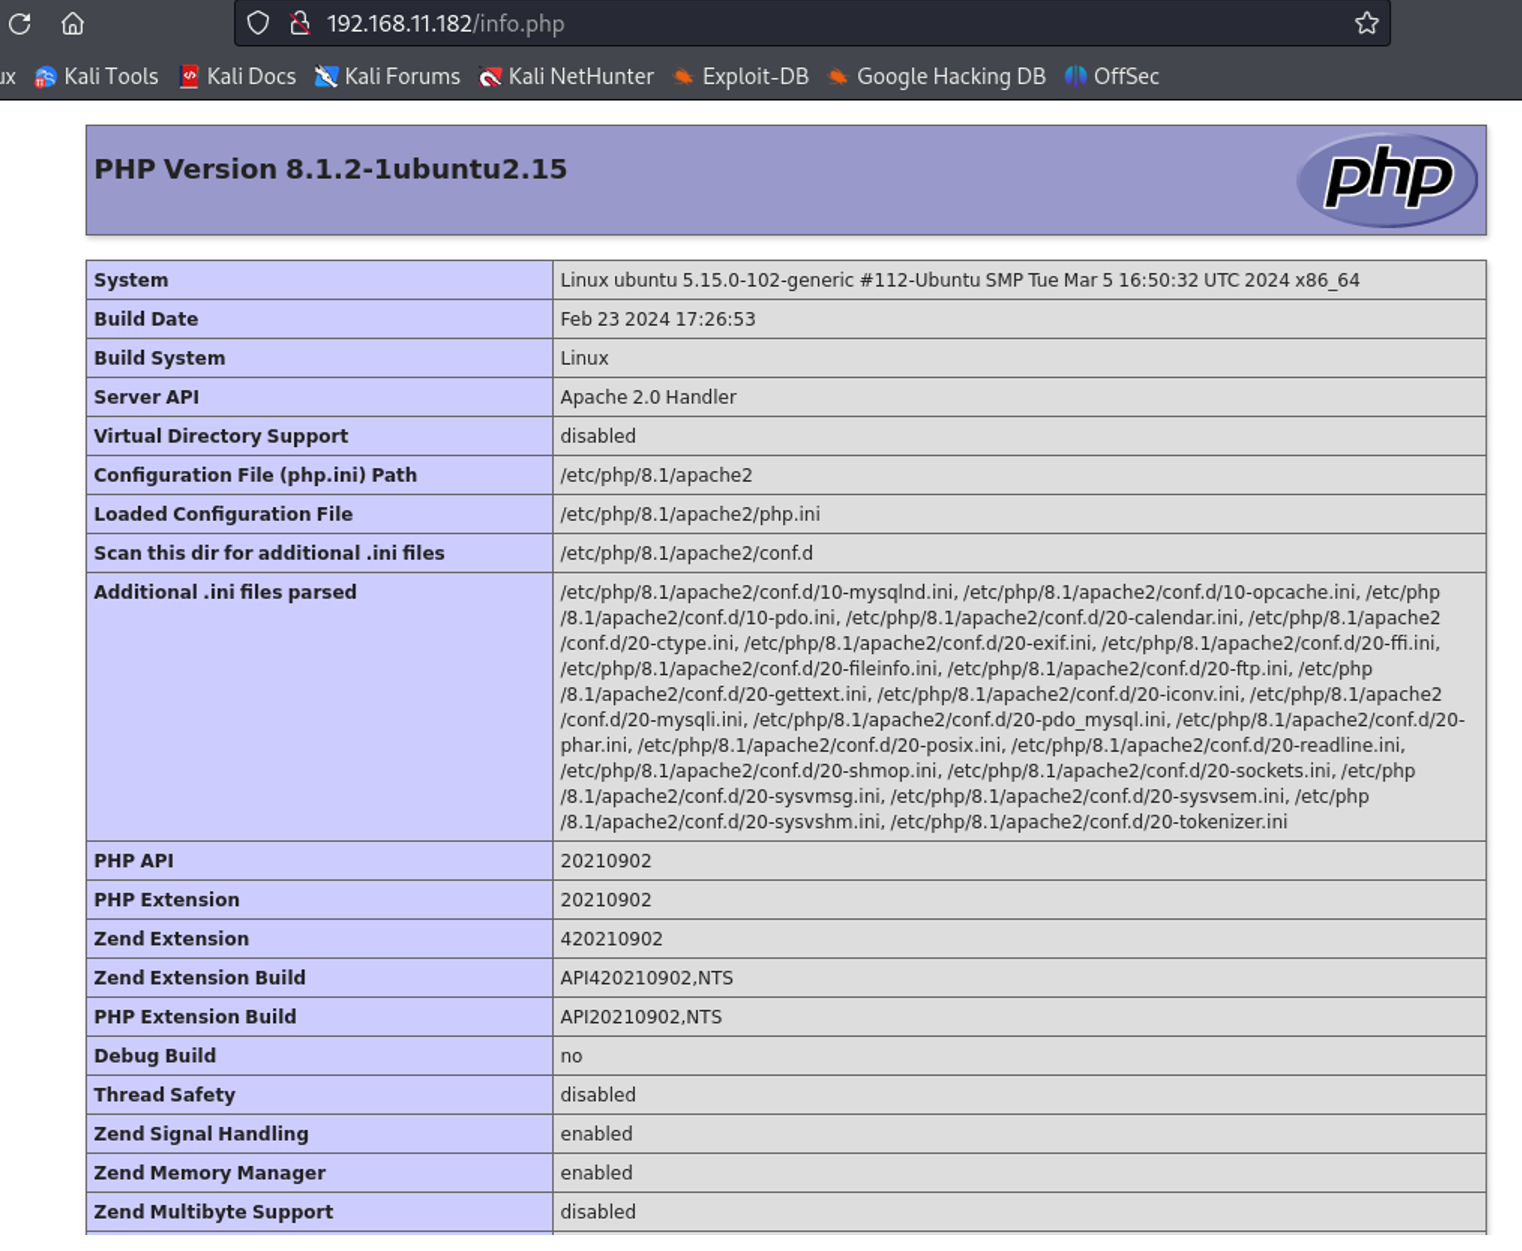 192.168.11.182/info.php
ux Kali Tools Kali Docs Kali Forums Kali NetHunter Exploit-DB Google Hacking DB OffSec
PHP Version 8.1.2-1ubuntu2.15
php
System Linux ubuntu 5.15.0-102-generic #112-Ubuntu SMP Tue Mar 5 16:50:32 UTC 2024 x86_64
Build Date Feb 23 2024 17:26:53
Build System Linux
Server API Apache 2.0 Handler
Virtual Directory Support disabled
Configuration File (php.ini) Path /etc/php/8.1/apache2
Loaded Configuration File /etc/php/8.1/apache2/php.ini
Scan this dir for additional .ini files /etc/php/8.1/apache2/conf.d
Additional .ini files parsed /etc/php/8.1/apache2/conf.d/10-mysqlnd.ini, /etc/php/8.1/apache2/conf.d/10-opcache.ini, /etc/php
/8.1/apache2/conf.d/10-pdo.ini, /etc/php/8.1/apache2/conf.d/20-calendar.ini, /etc/php/8.1/apache2
/conf.d/20-ctype.ini, /etc/php/8.1/apache2/conf.d/20-exif.ini, /etc/php/8.1/apache2/conf.d/20-ffi.ini,
/etc/php/8.1/apache2/conf.d/20-fileinfo.ini, /etc/php/8.1/apache2/conf.d/20-ftp.ini, /etc/php
/8.1/apache2/conf.d/20-gettext.ini, /etc/php/8.1/apache2/conf.d/20-iconv.ini, /etc/php/8.1/apache2
/conf.d/20-mysqli.ini, /etc/php/8.1/apache2/conf.d/20-pdo_mysql.ini, /etc/php/8.1/apache2/conf.d/20-
phar.ini, /etc/php/8.1/apache2/conf.d/20-posix.ini, /etc/php/8.1/apache2/conf.d/20-readline.ini,
/etc/php/8.1/apache2/conf.d/20-shmop.ini, /etc/php/8.1/apache2/conf.d/20-sockets.ini, /etc/php
/8.1/apache2/conf.d/20-sysvmsg.ini, /etc/php/8.1/apache2/conf.d/20-sysvsem.ini, /etc/php
/8.1/apache2/conf.d/20-sysvshm.ini, /etc/php/8.1/apache2/conf.d/20-tokenizer.ini
PHP API 20210902
PHP Extension 20210902
Zend Extension 420210902
Zend Extension Build API420210902,NTS
PHP Extension Build API20210902,NTS
Debug Build no
Thread Safety disabled
Zend Signal Handling enabled
Zend Memory Manager enabled
Zend Multibyte Support disabled